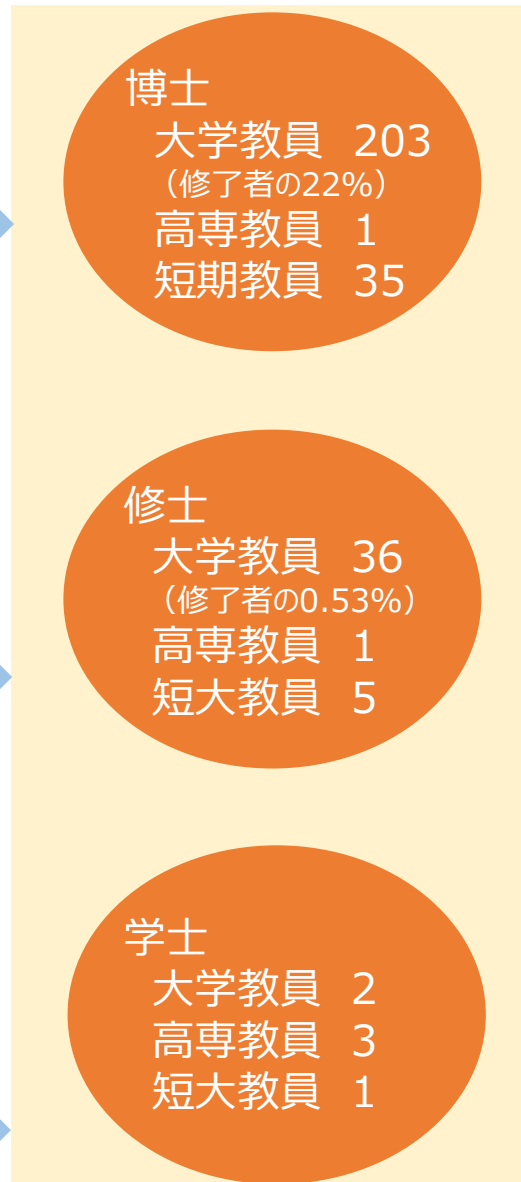 博士
大学教員 203
（修了者の22%）
高専教員 1
短期教員 35
修士
大学教員 36
（修了者の0.53%）
高専教員 1
短大教員 5
学士
大学教員 2
高専教員 3
短大教員 1